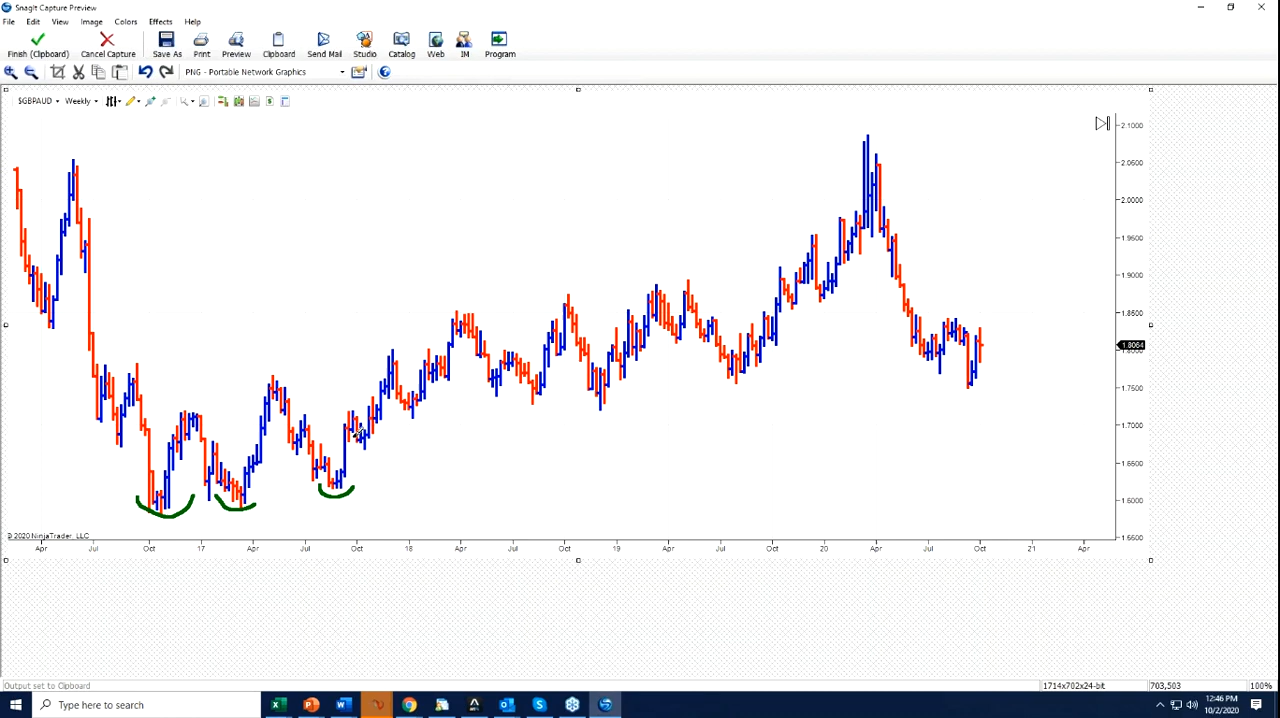 SnagIt Capture Preview
File Edit View Image Colors Effects Help
Finish (Clipboard) Cancel Capture Save As Print Preview Clipboard Send Mail Studio Catalog Web IM Program
PNG - Portable Network Graphics
$GBPAUD Weekly
2.1000
2.0500
2.0000
1.9500
1.9000
1.8500
1.8064
1.8000
1.7500
1.7000
1.6500
1.6000
1.6600
© 2020 NinjaTrader, LLC
Apr Jul Oct 17 Apr Jul Oct 18 Apr Jul Oct 19 Apr Jul Oct 20 Apr Jul Oct 21 Apr
Output set to Clipboard 1714x702x24-bit 703,503 100%
Type here to search
12:46 PM
10/2/2020